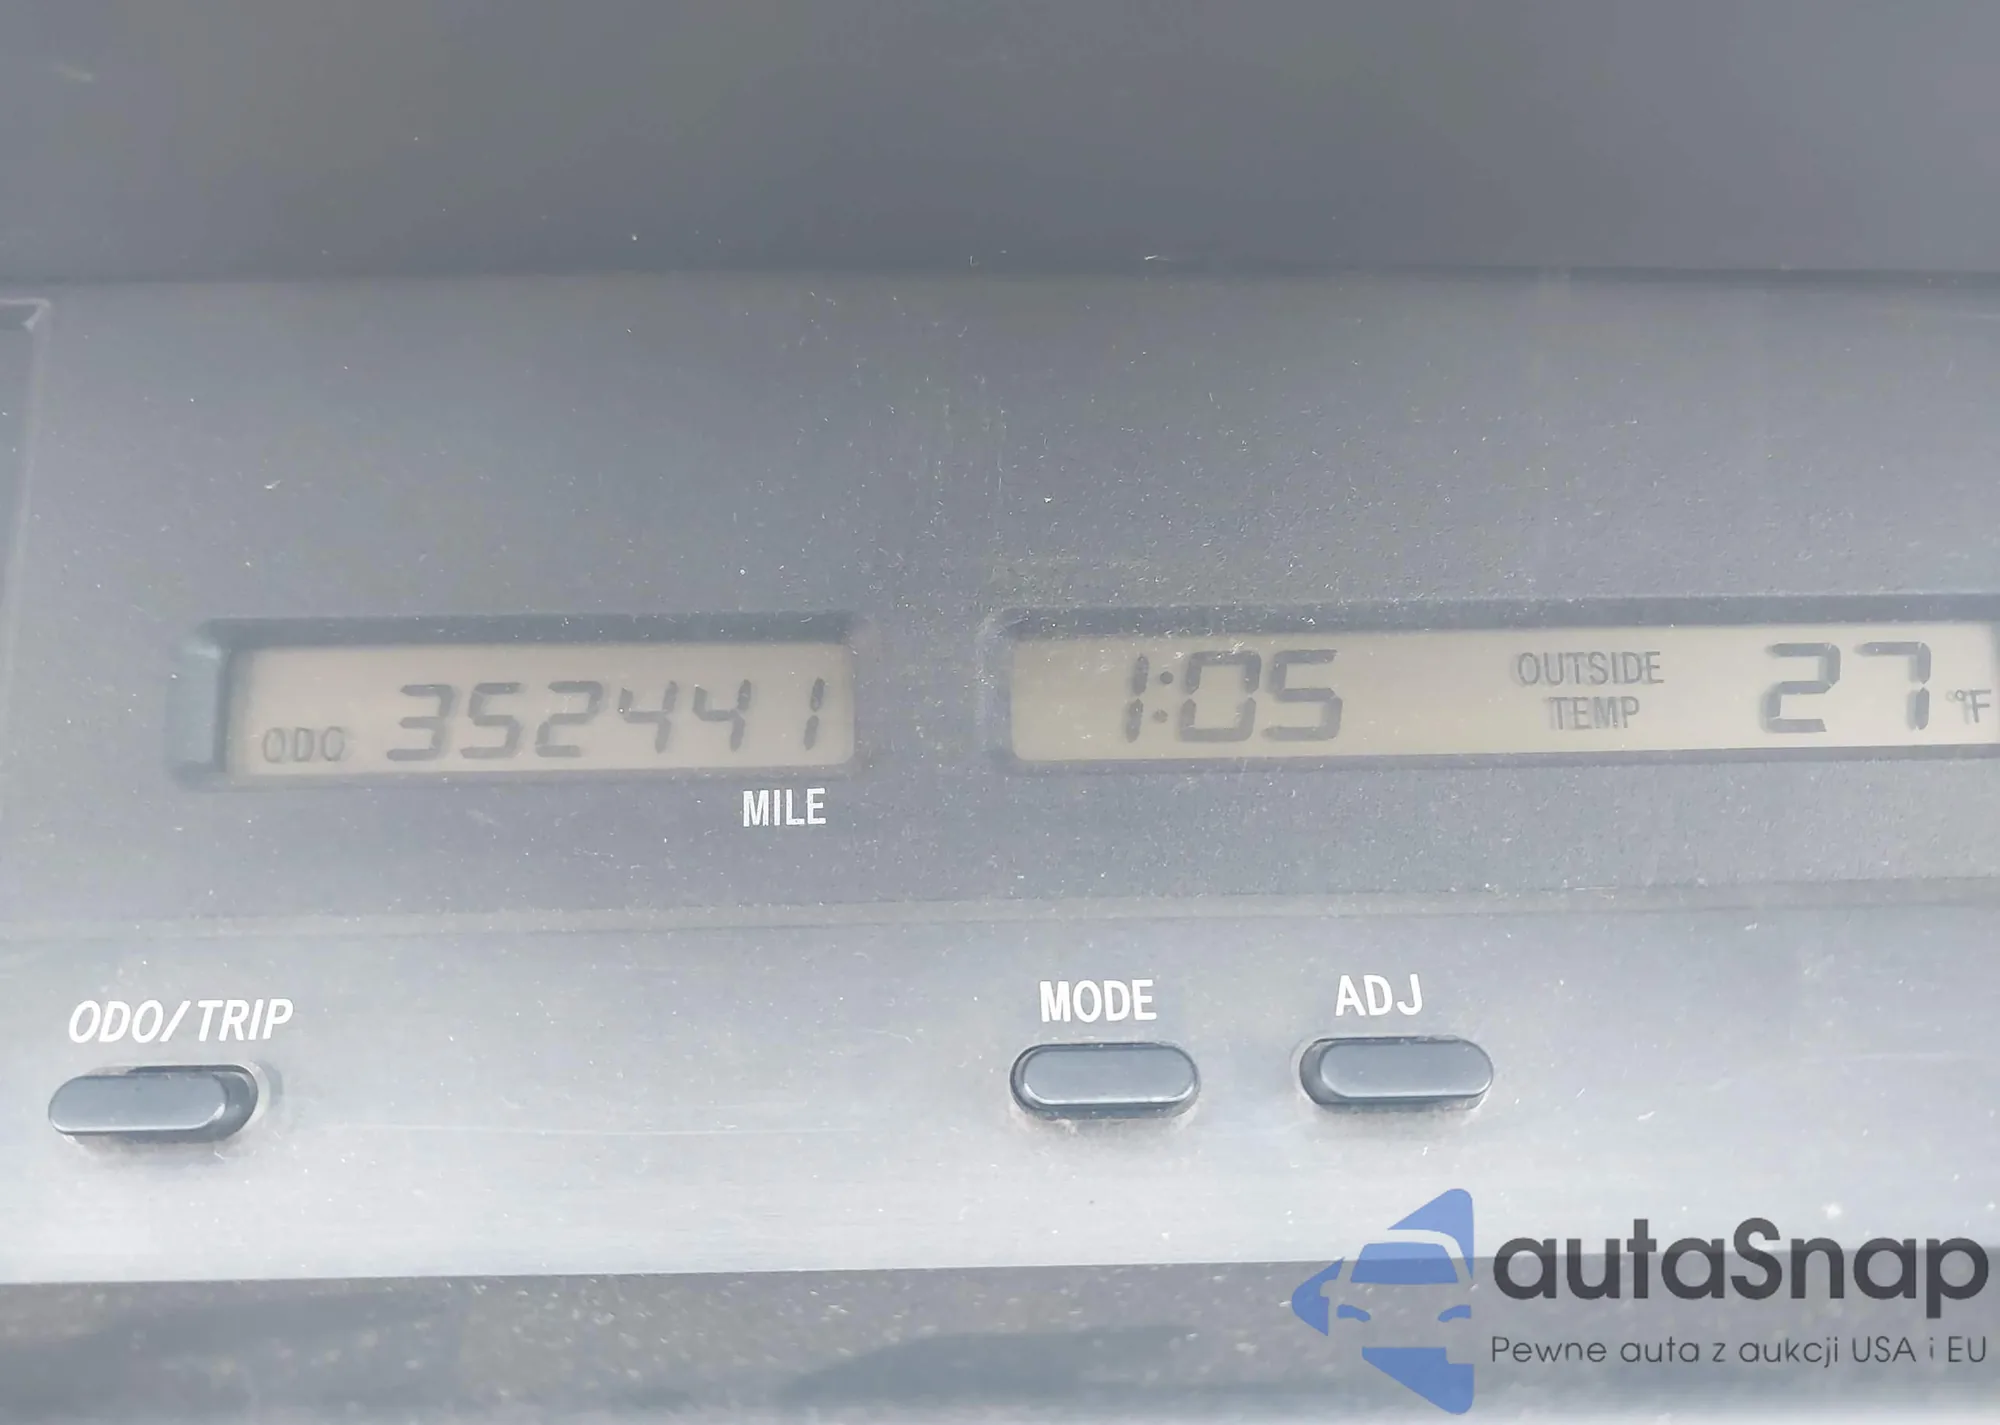 ODO 352441
MILE
1:05 OUTSIDE TEMP 27 °F
ODO/TRIP
MODE
ADJ
autaSnap
Pewne auta z aukcji USA i EU